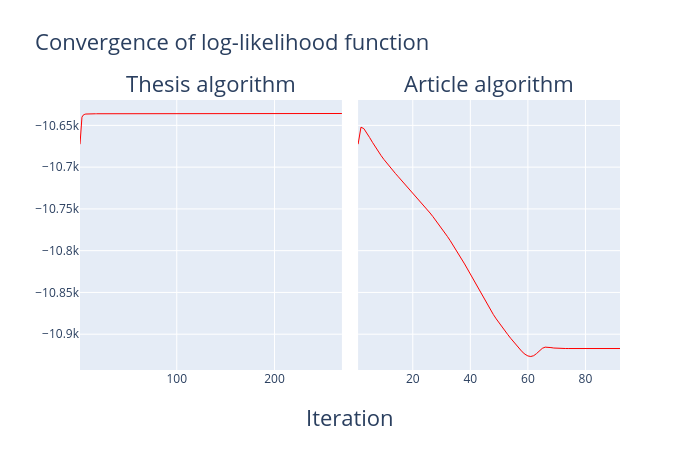 Convergence of log-likelihood function
Thesis algorithm
Article algorithm
−10.65k
−10.7k
−10.75k
−10.8k
−10.85k
−10.9k
100
200
20
40
60
80
Iteration